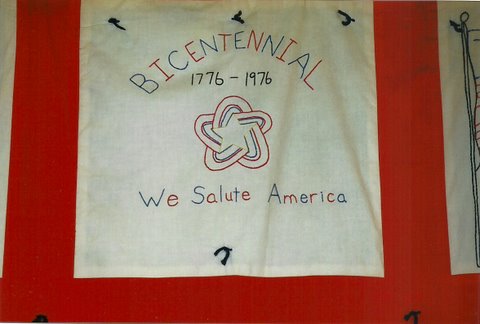 BICENTENNIAL
1776 - 1976
We Salute America